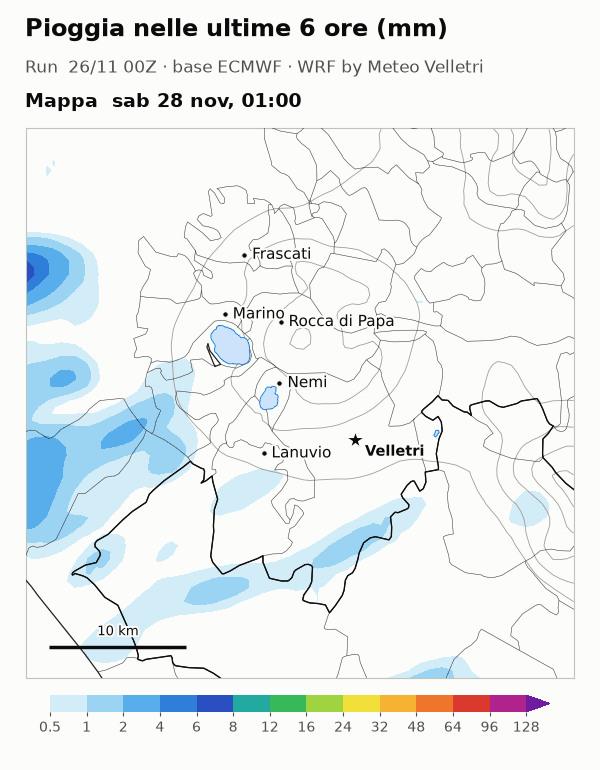 Pioggia nelle ultime 6 ore (mm)
Run  26/11 00Z · base ECMWF · WRF by Meteo Velletri
Mappa  sab 28 nov, 01:00
Frascati
Marino
Rocca di Papa
Nemi
Velletri
Lanuvio
10 km
0.5 1 2 4 6 8 12 16 24 32 48 64 96 128